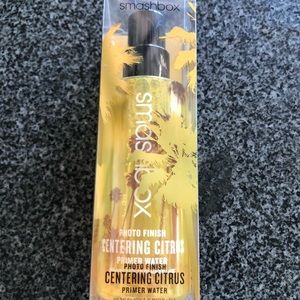 smashbox
smashbox
PHOTO FINISH
CENTERING CITRUS
PRIMER WATER
PHOTO FINISH
CENTERING CITRUS
PRIMER WATER